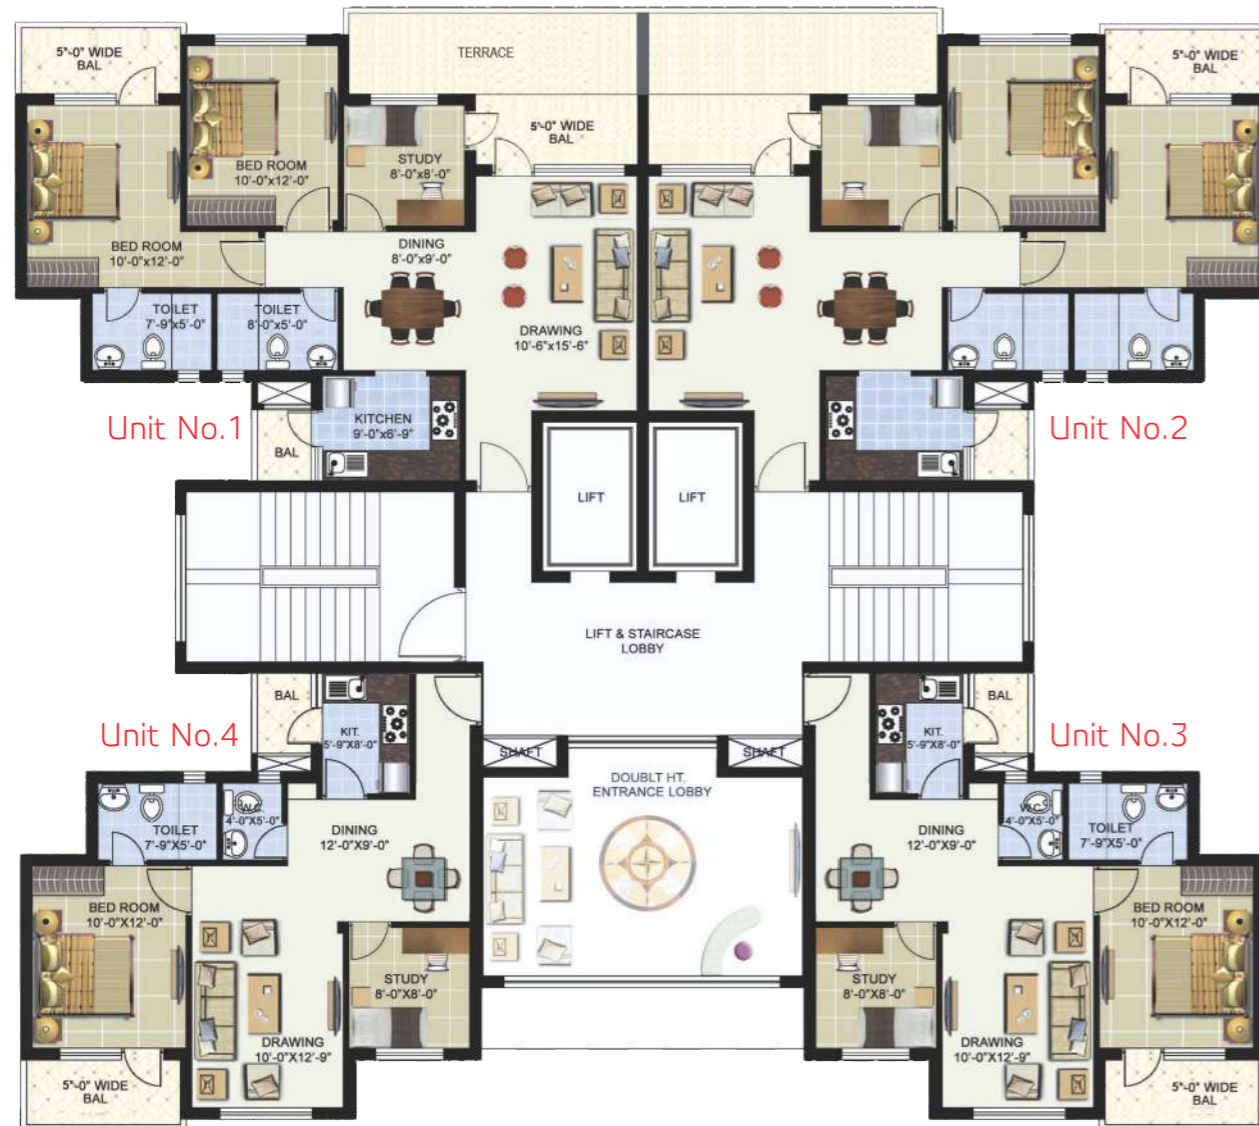 5"-0" WIDE
BAL
TERRACE
5'-0" WIDE
BAL
5"-0" WIDE
BAL
BED ROOM
10'-0"x12'-0"
STUDY
8'-0"x8'-0"
BED ROOM
10'-0"x12'-0"
DINING
8'-0"x9'-0"
TOILET
7'-9"x5'-0"
TOILET
8'-0"x5'-0"
DRAWING
10'-6"x15'-6"
Unit No.1
KITCHEN
9'-0"x6'-9"
BAL
Unit No.2
BAL
LIFT
LIFT
LIFT & STAIRCASE
LOBBY
BAL
BAL
Unit No.4
KIT.
5'-9"X8'-0"
SHAFT
SHAFT
KIT.
5'-9"X8'-0"
Unit No.3
DOUBLT HT.
ENTRANCE LOBBY
W.C.
4'-0"X5'-0"
TOILET
7'-9"X5'-0"
DINING
12'-0"X9'-0"
DINING
12'-0"X9'-0"
W.C.
4'-0"X5'-0"
TOILET
7'-9"X5'-0"
BED ROOM
10'-0"X12'-0"
BED ROOM
10'-0"X12'-0"
STUDY
8'-0"X8'-0"
STUDY
8'-0"X8'-0"
DRAWING
10'-0"X12'-9"
DRAWING
10'-0"X12'-9"
5"-0" WIDE
BAL
5"-0" WIDE
BAL